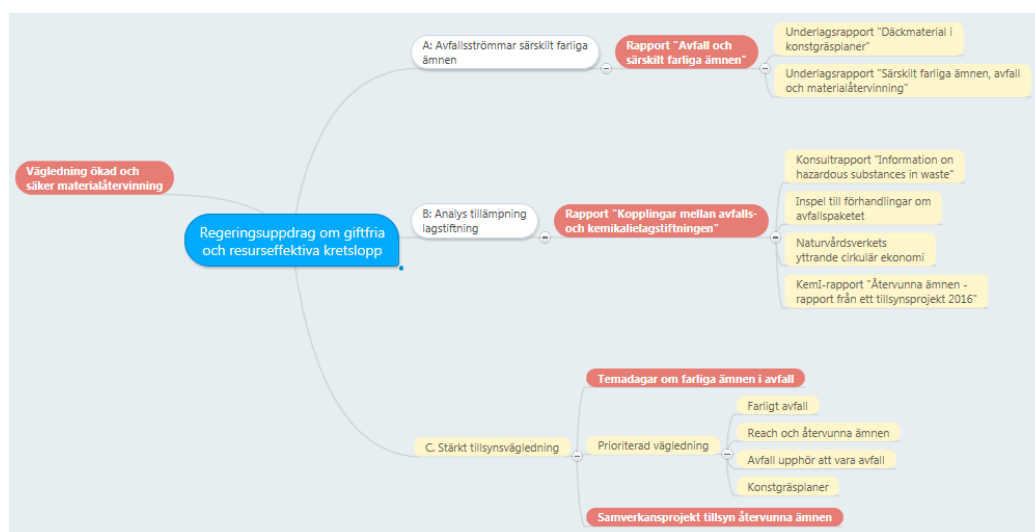 A: Avfallsströmmar särskilt farliga
ämnen
Rapport "Avfall och
särskilt farliga ämnen"
Underlagsrapport "Däckmaterial i
konstgräsplaner"
Underlagsrapport "Särskilt farliga ämnen, avfall
och materialåtervinning"
Vägledning ökad och
säker materialåtervinning
Regeringsuppdrag om giftfria
och resurseffektiva kretslopp
B: Analys tillämpning
lagstiftning
Rapport "Kopplingar mellan avfalls-
och kemikalielagstiftningen"
Konsultrapport "Information on
hazardous substances in waste"
Inspel till förhandlingar om
avfallspaketet
Naturvårdsverkets
yttrande cirkulär ekonomi
KemI-rapport "Återvunna ämnen -
rapport från ett tillsynsprojekt 2016"
C. Stärkt tillsynsvägledning
Temadagar om farliga ämnen i avfall
Prioriterad vägledning
Farligt avfall
Reach och återvunna ämnen
Avfall upphör att vara avfall
Konstgräsplaner
Samverkansprojekt tillsyn återvunna ämnen